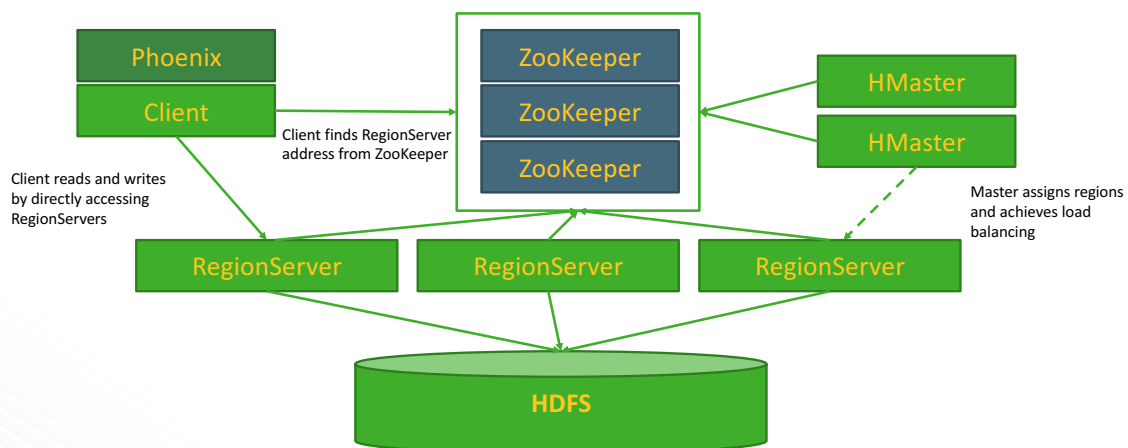 Phoenix
Client
ZooKeeper
ZooKeeper
ZooKeeper
HMaster
HMaster
Client finds RegionServer
address from ZooKeeper
Client reads and writes
by directly accessing
RegionServers
Master assigns regions
and achieves load
balancing
RegionServer
RegionServer
RegionServer
HDFS